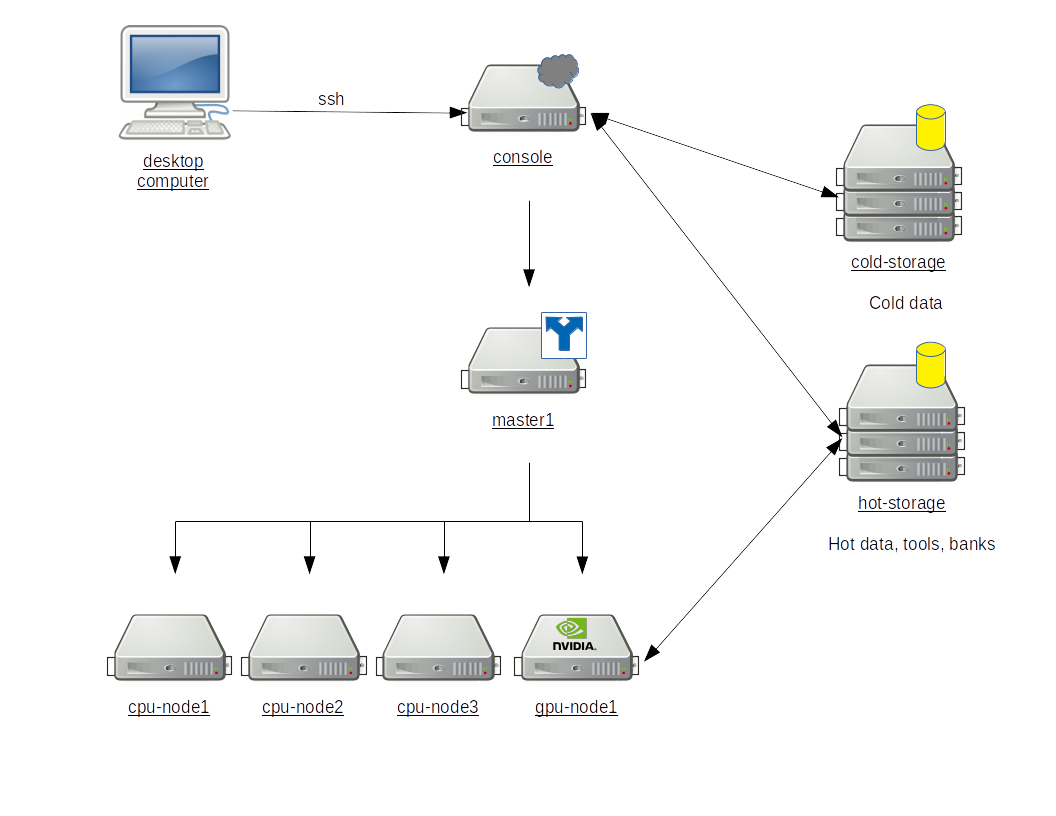 ssh
desktop
computer
console
cold-storage
Cold data
master1
hot-storage
Hot data, tools, banks
NVIDIA.
cpu-node1
cpu-node2
cpu-node3
gpu-node1